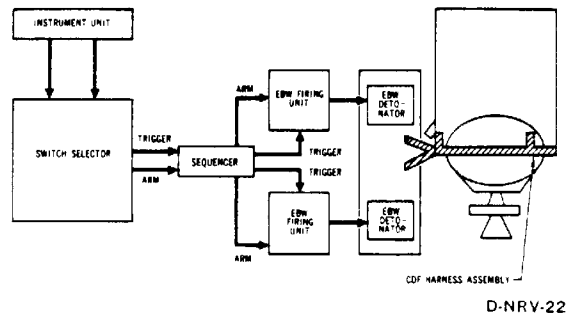 INSTRUMENT UNIT
SWITCH SELECTOR
TRIGGER
ARM
SEQUENCER
ARM
EBW FIRING
UNIT
TRIGGER
TRIGGER
EBW
FIRING
UNIT
ARM
EBW
DETO-
NATOR
EBW
DETO-
NATOR
CDF HARNESS ASSEMBLY
D-NRV-22